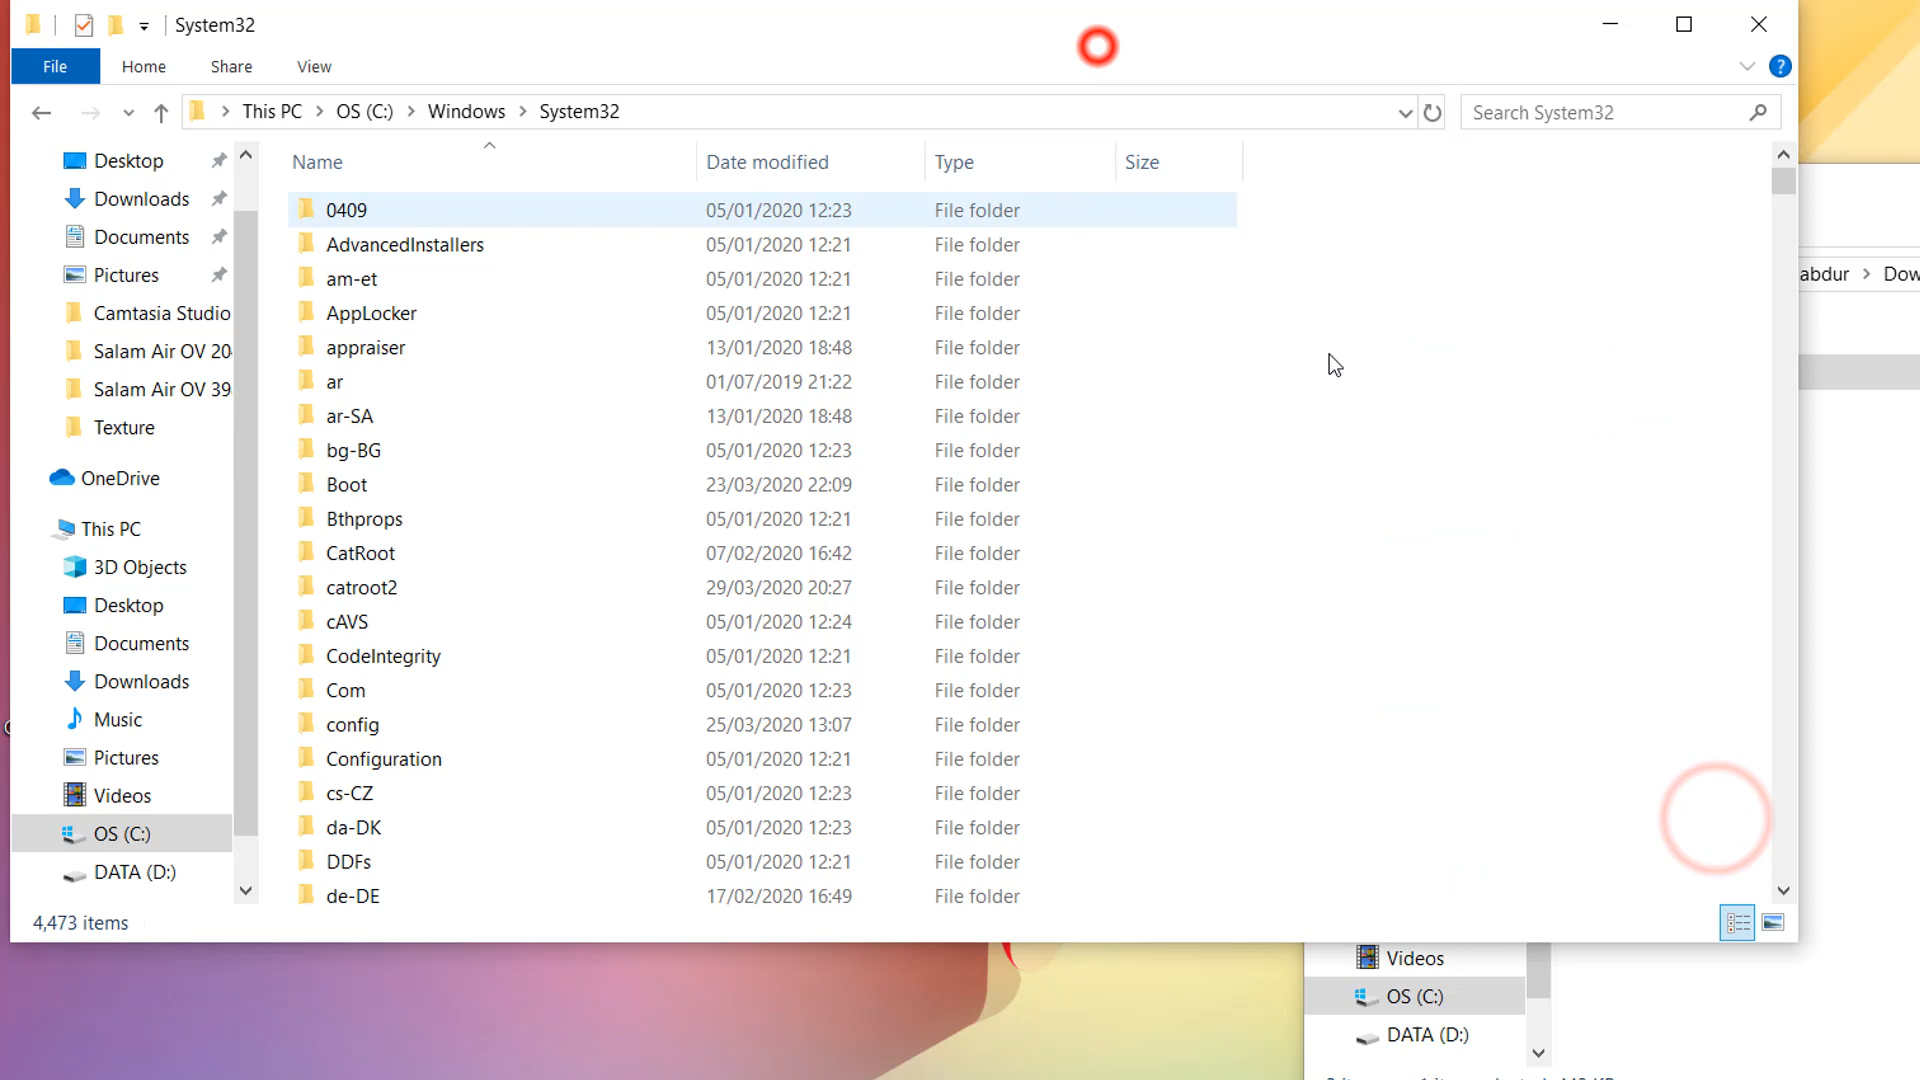 System32
File Home Share View
This PC OS (C:) Windows System32 Search System32
Name Date modified Type Size
Desktop
Downloads
Documents
Pictures
Camtasia Studio
Salam Air OV 20
Salam Air OV 39
Texture
OneDrive
This PC
3D Objects
Desktop
Documents
Downloads
Music
Pictures
Videos
OS (C:)
DATA (D:)
0409 05/01/2020 12:23 File folder
AdvancedInstallers 05/01/2020 12:21 File folder
am-et 05/01/2020 12:21 File folder
AppLocker 05/01/2020 12:21 File folder
appraiser 13/01/2020 18:48 File folder
ar 01/07/2019 21:22 File folder
ar-SA 13/01/2020 18:48 File folder
bg-BG 05/01/2020 12:23 File folder
Boot 23/03/2020 22:09 File folder
Bthprops 05/01/2020 12:21 File folder
CatRoot 07/02/2020 16:42 File folder
catroot2 29/03/2020 20:27 File folder
cAVS 05/01/2020 12:24 File folder
CodeIntegrity 05/01/2020 12:21 File folder
Com 05/01/2020 12:23 File folder
config 25/03/2020 13:07 File folder
Configuration 05/01/2020 12:21 File folder
cs-CZ 05/01/2020 12:23 File folder
da-DK 05/01/2020 12:23 File folder
DDFs 05/01/2020 12:21 File folder
de-DE 17/02/2020 16:49 File folder
4,473 items
abdur Dow
Videos
OS (C:)
DATA (D:)